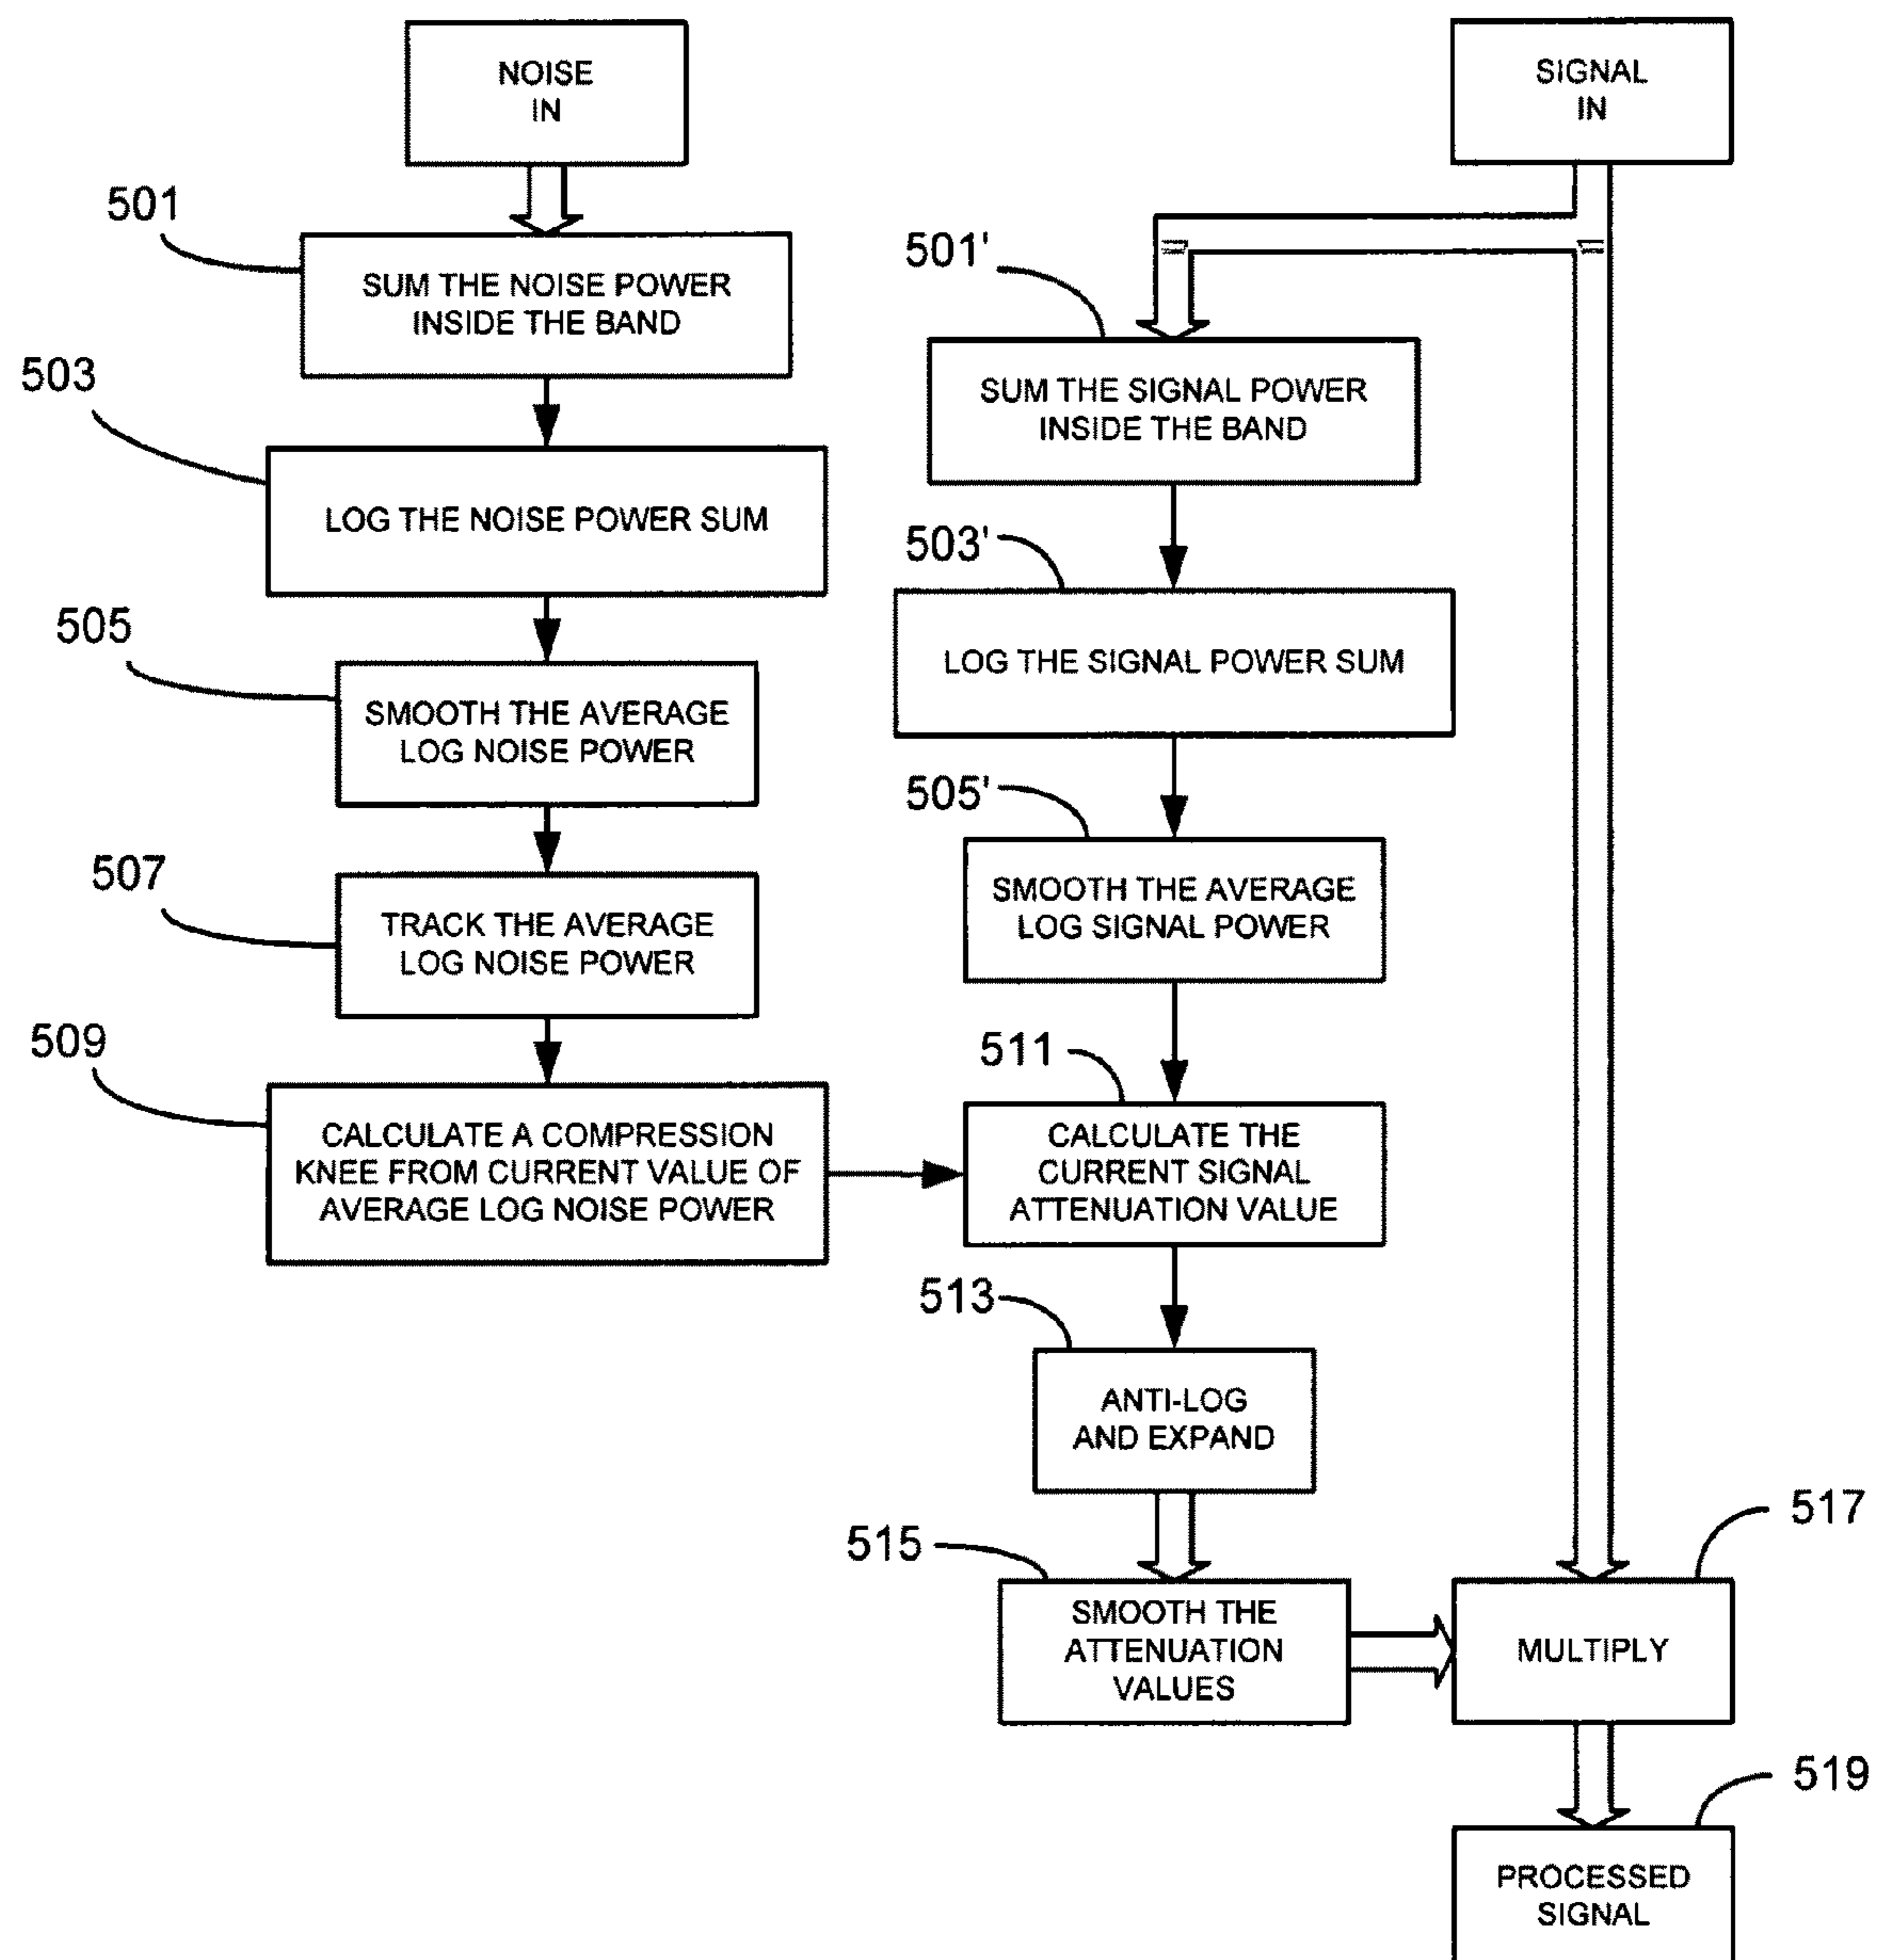 NOISE
IN
SIGNAL
IN
501
SUM THE NOISE POWER
INSIDE THE BAND
501'
SUM THE SIGNAL POWER
INSIDE THE BAND
503
LOG THE NOISE POWER SUM
503'
LOG THE SIGNAL POWER SUM
505
SMOOTH THE AVERAGE
LOG NOISE POWER
505'
SMOOTH THE AVERAGE
LOG SIGNAL POWER
507
TRACK THE AVERAGE
LOG NOISE POWER
509
CALCULATE A COMPRESSION
KNEE FROM CURRENT VALUE OF
AVERAGE LOG NOISE POWER
511
CALCULATE THE
CURRENT SIGNAL
ATTENUATION VALUE
513
ANTI-LOG
AND EXPAND
515
SMOOTH THE
ATTENUATION
VALUES
517
MULTIPLY
519
PROCESSED
SIGNAL